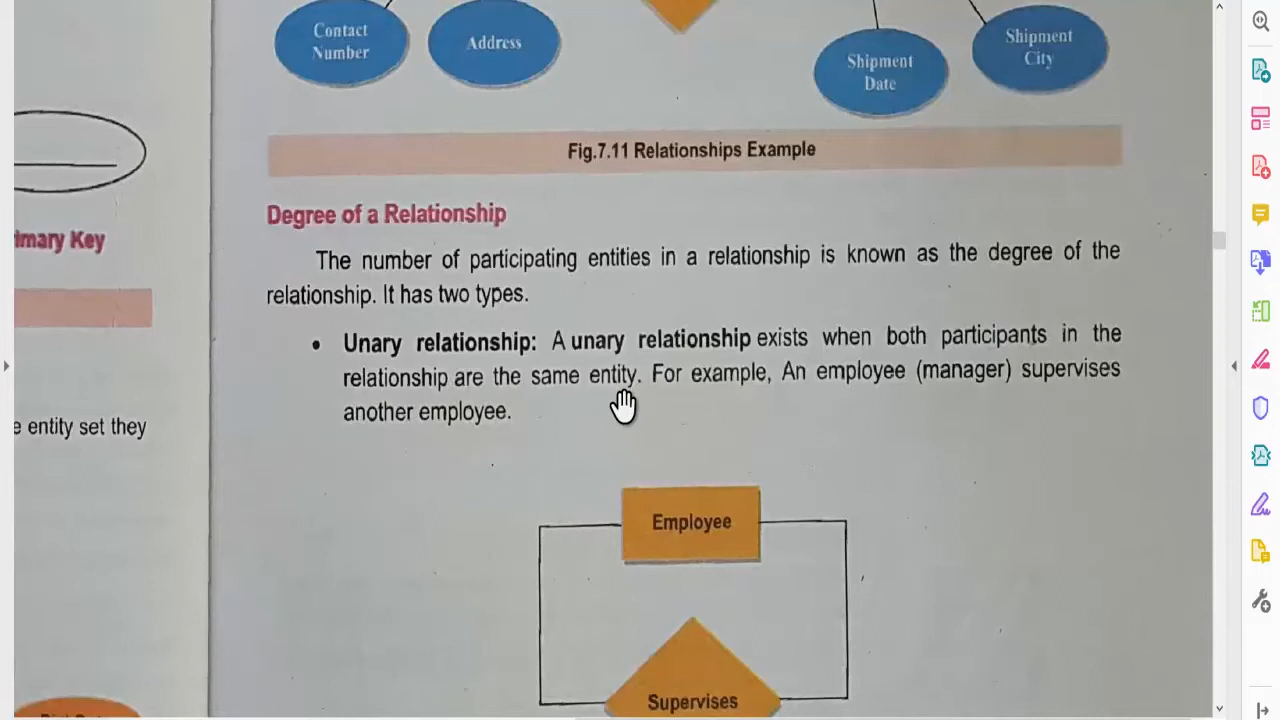 Contact
Number
Address
Shipment
Date
Shipment
City
Fig.7.11 Relationships Example
imary Key
Degree of a Relationship
The number of participating entities in a relationship is known as the degree of the
relationship. It has two types.
• Unary relationship: A unary relationship exists when both participants in the
relationship are the same entity. For example, An employee (manager) supervises
another employee.
e entity set they
Employee
Supervises